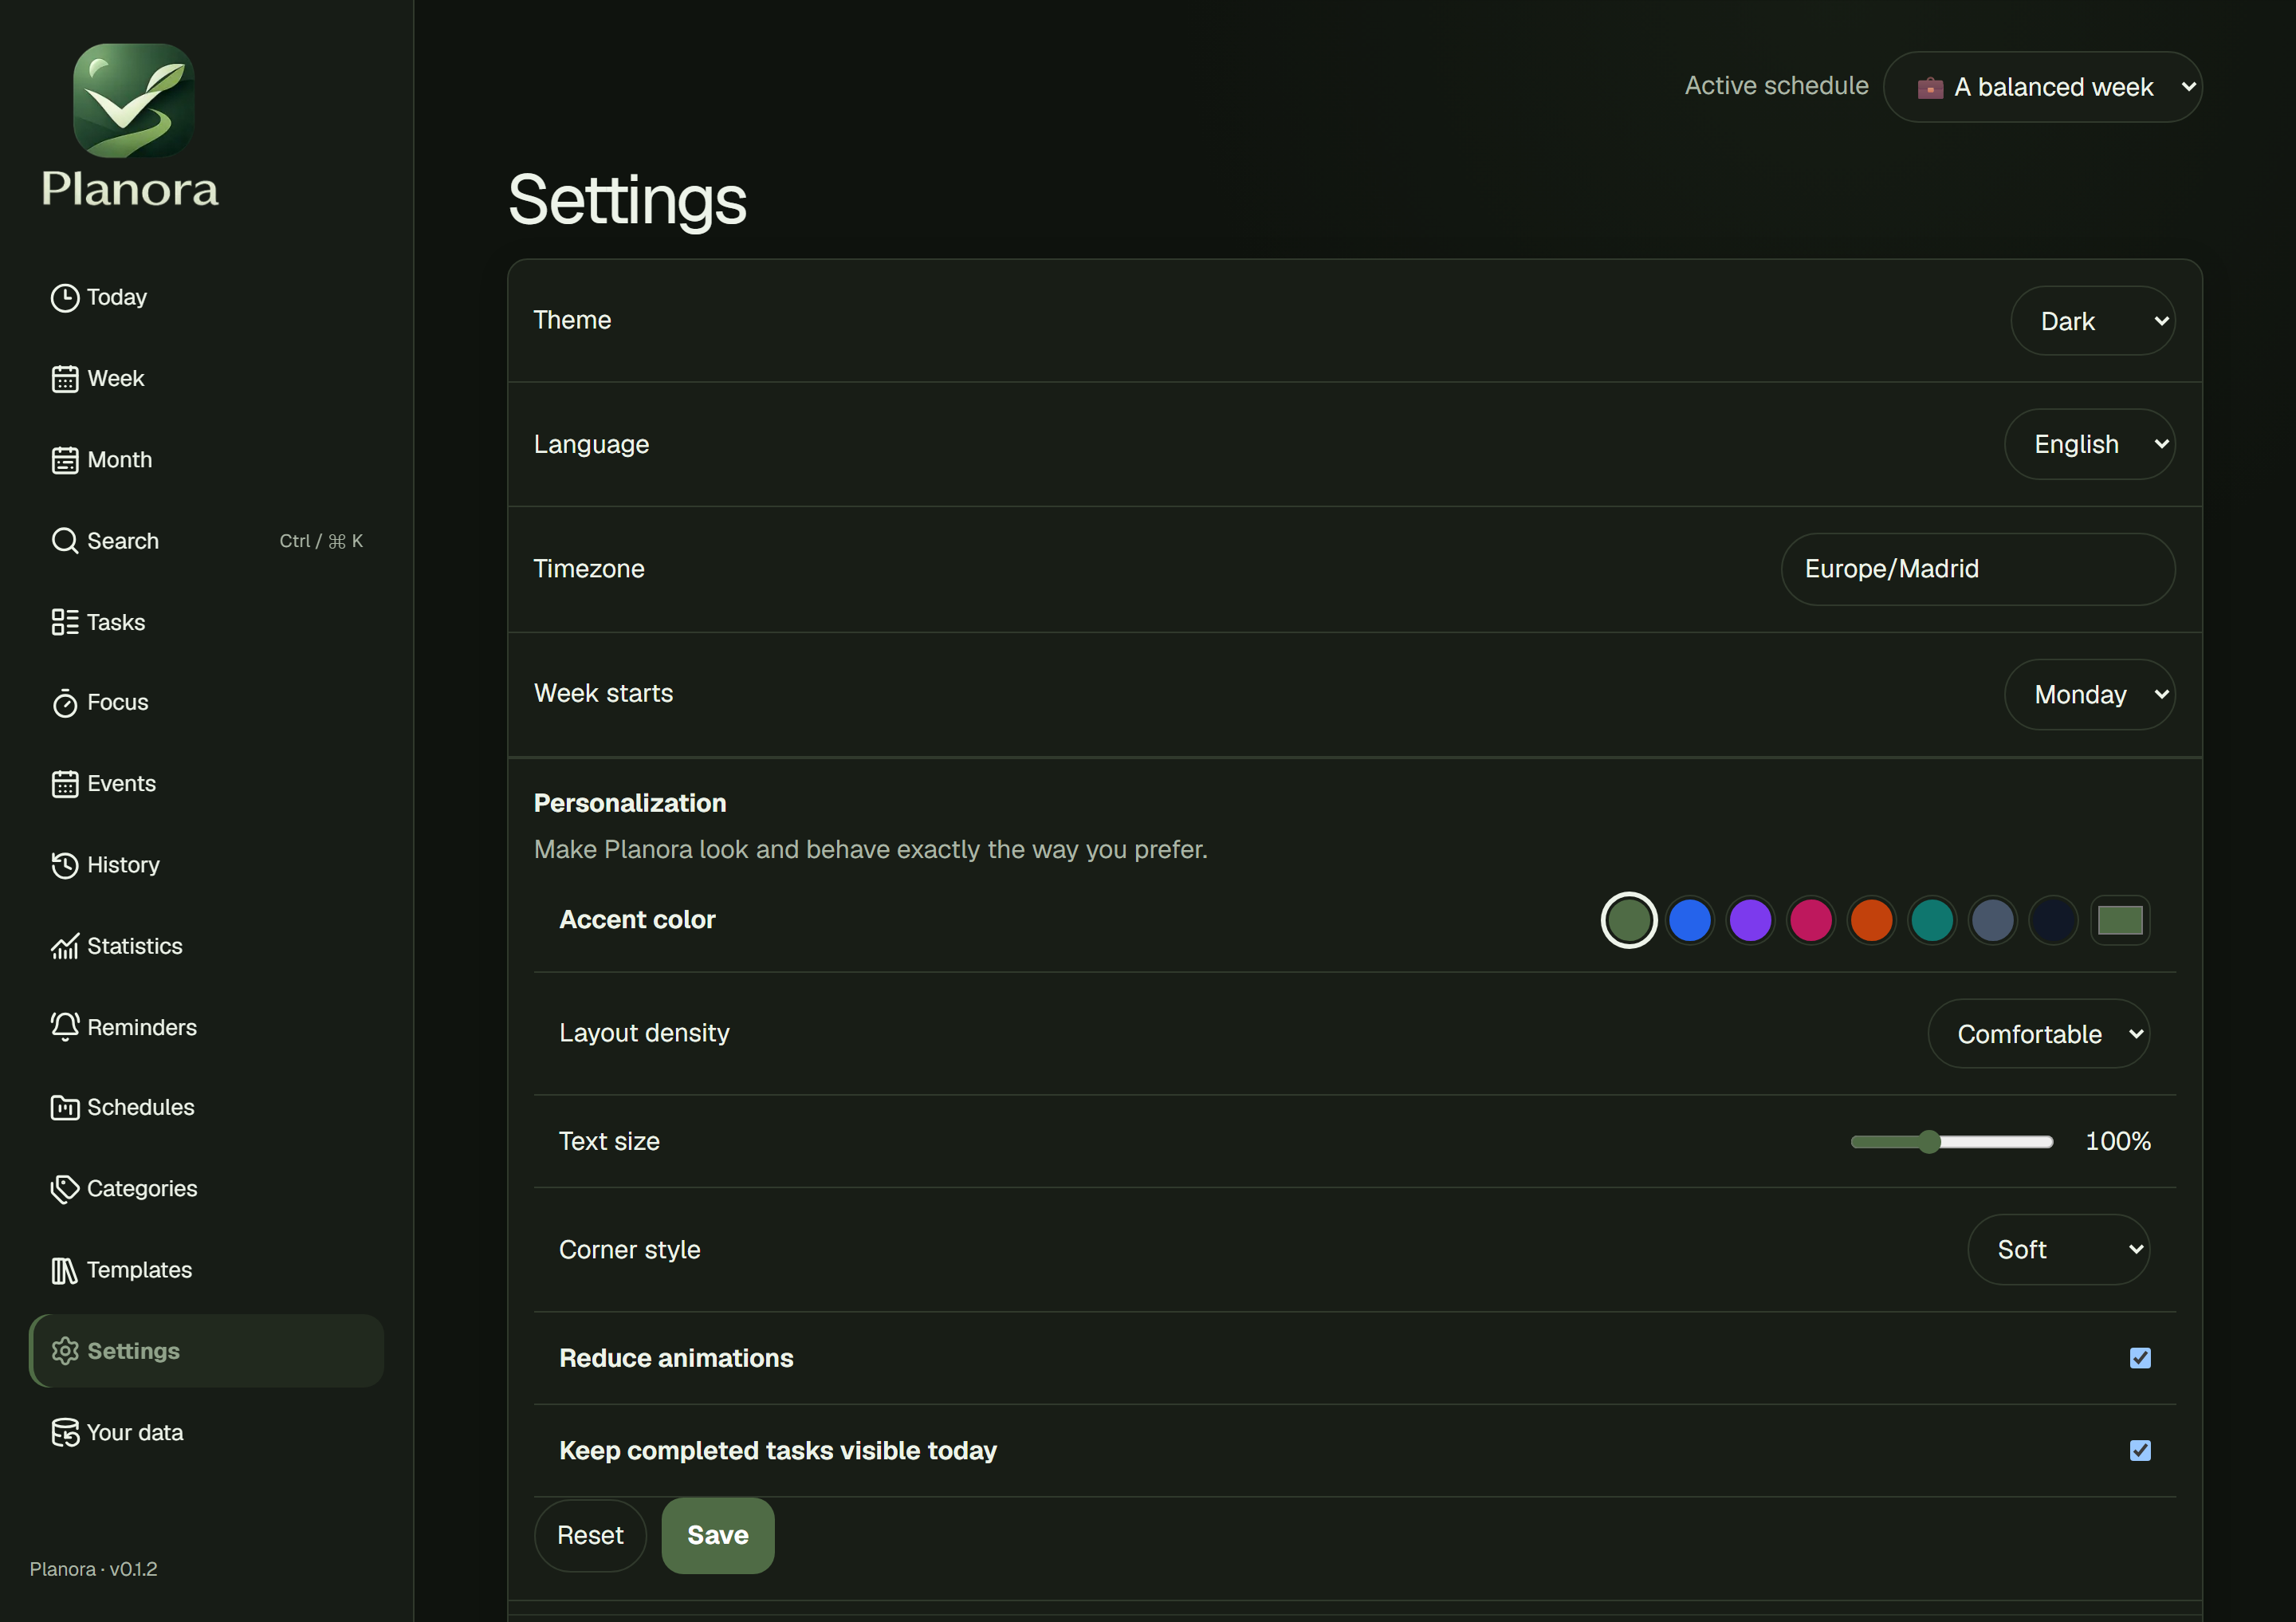 Planora
Today
Week
Month
Search Ctrl / ⌘ K
Tasks
Focus
Events
History
Statistics
Reminders
Schedules
Categories
Templates
Settings
Your data
Planora · v0.1.2
Active schedule A balanced week
Settings
Theme Dark
Language English
Timezone Europe/Madrid
Week starts Monday
Personalization
Make Planora look and behave exactly the way you prefer.
Accent color
Layout density Comfortable
Text size 100%
Corner style Soft
Reduce animations
Keep completed tasks visible today
Reset Save